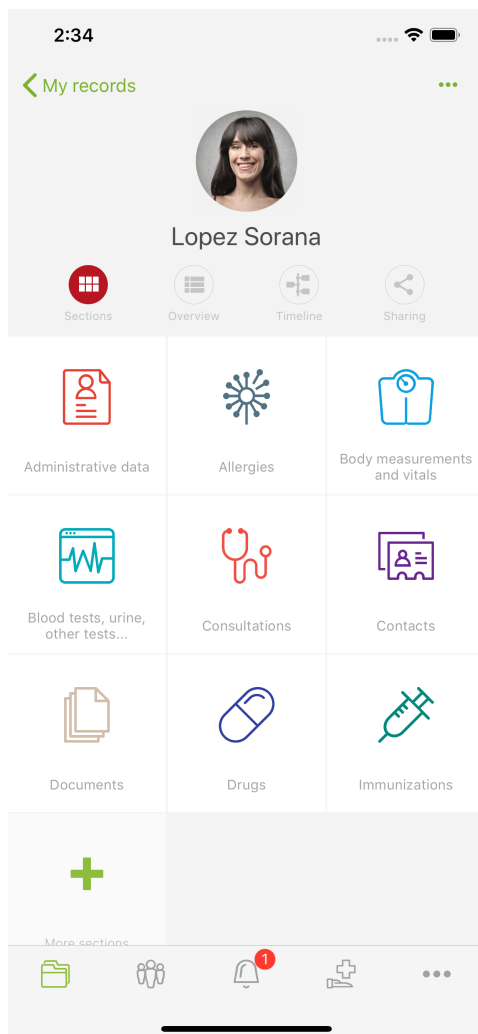 2:34
My records
Lopez Sorana
Sections
Overview
Timeline
Sharing
Administrative data
Allergies
Body measurements
and vitals
Blood tests, urine,
other tests...
Consultations
Contacts
Documents
Drugs
Immunizations
More sections
1